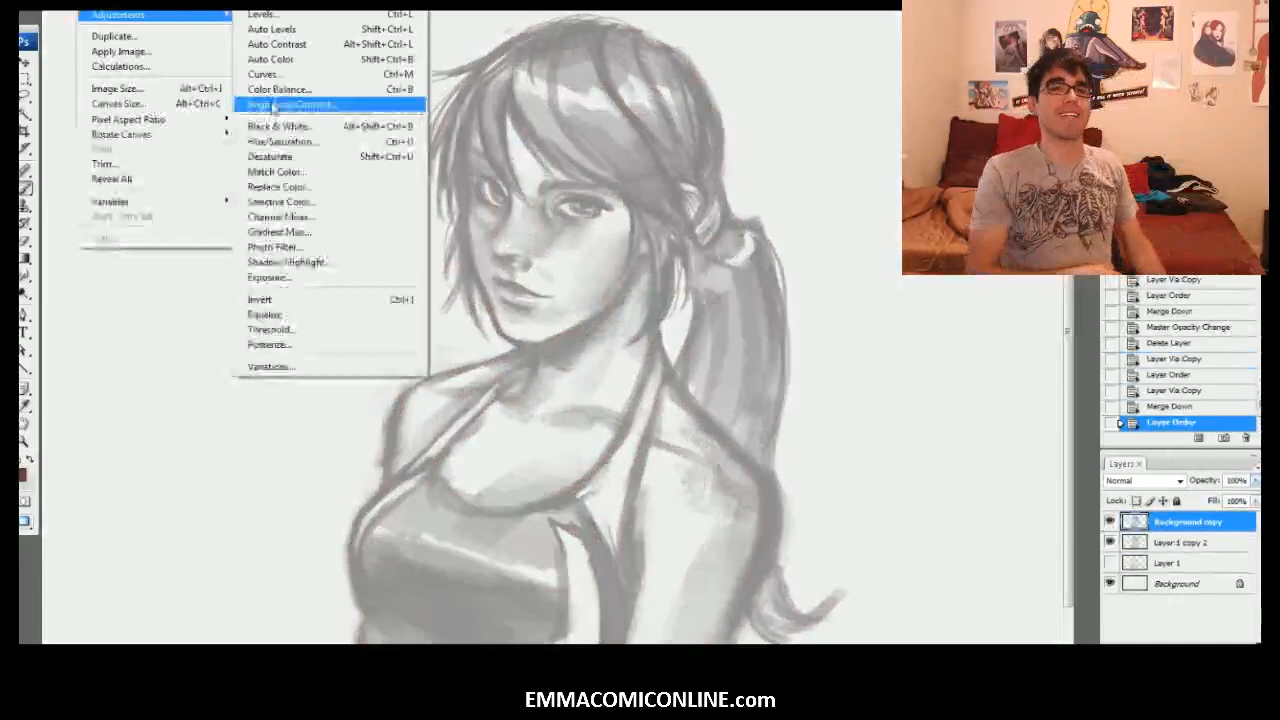 Ps
Adjustments
Duplicate...
Apply Image...
Calculations...
Image Size... Alt+Ctrl+I
Canvas Size... Alt+Ctrl+C
Pixel Aspect Ratio
Rotate Canvas
Trim...
Reveal All
Variables
Levels... Ctrl+L
Auto Levels Shift+Ctrl+L
Auto Contrast Alt+Shift+Ctrl+L
Auto Color Shift+Ctrl+B
Curves... Ctrl+M
Color Balance... Ctrl+B
Brightness/Contrast...
Black & White... Alt+Shift+Ctrl+B
Hue/Saturation... Ctrl+U
Desaturate Shift+Ctrl+U
Match Color...
Replace Color...
Selective Color...
Channel Mixer...
Gradient Map...
Photo Filter...
Shadow/Highlight...
Exposure...
Invert Ctrl+I
Equalize
Threshold...
Posterize...
Variations...
Layer Via Copy
Layer Order
Merge Down
Master Opacity Change
Delete Layer
Layer Via Copy
Layer Order
Layer Via Copy
Merge Down
Layer Order
Layers x
Normal Opacity: 100%
Lock: Fill: 100%
Background copy
Layer 1 copy 2
Layer 1
Background
EMMACOMICONLINE.com